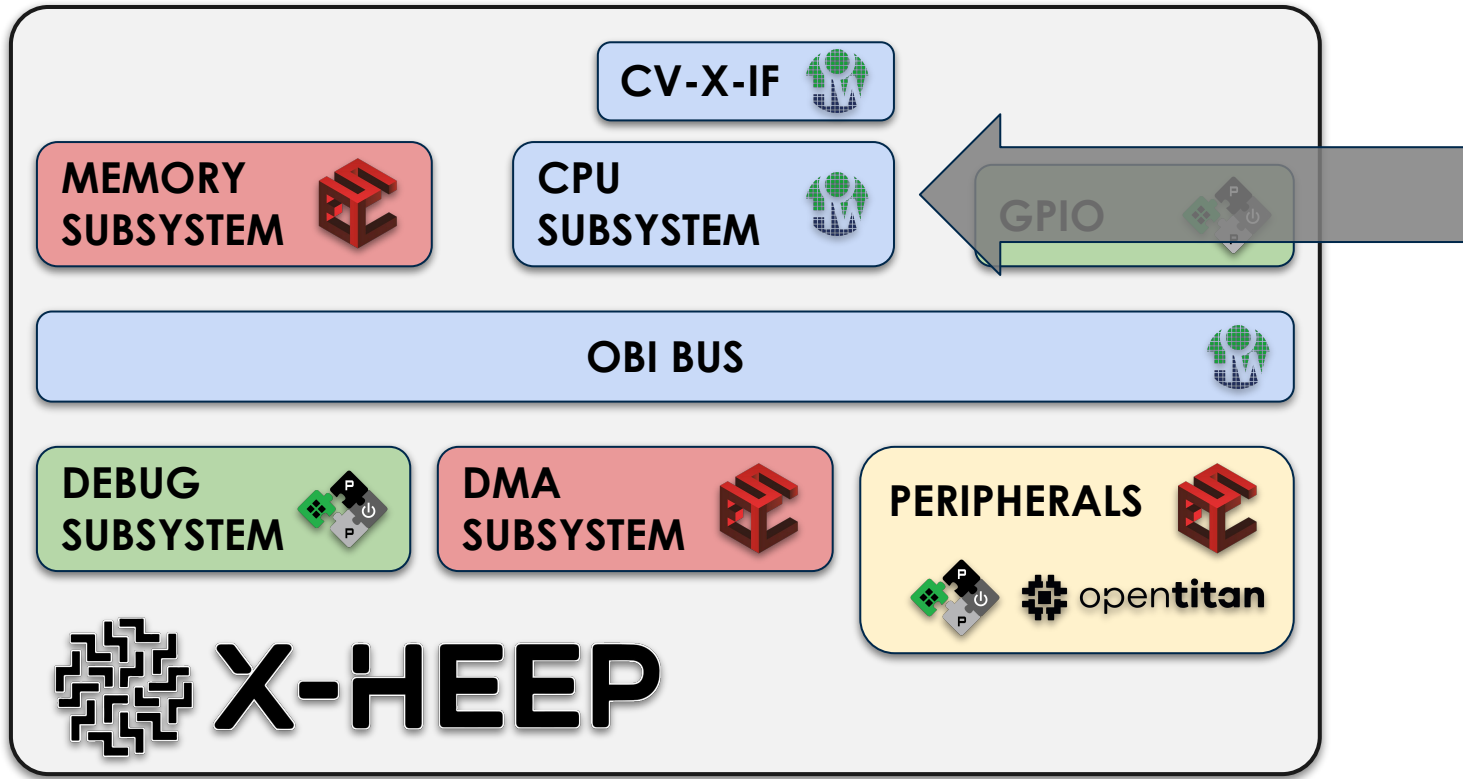 CV-X-IF
MEMORY
SUBSYSTEM
CPU
SUBSYSTEM
GPIO
P
P
OBI BUS
DEBUG
SUBSYSTEM
P
P
DMA
SUBSYSTEM
PERIPHERALS
P
P
opentitan
X-HEEP